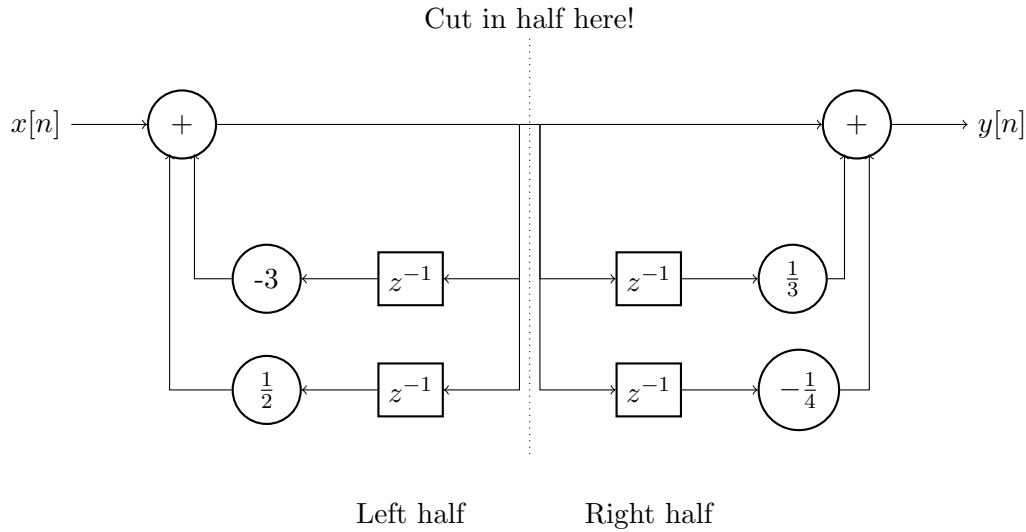 Cut in half here!
x[n] + + y[n]
-3 z⁻¹ z⁻¹ 1/3
1/2 z⁻¹ z⁻¹ -1/4
Left half Right half